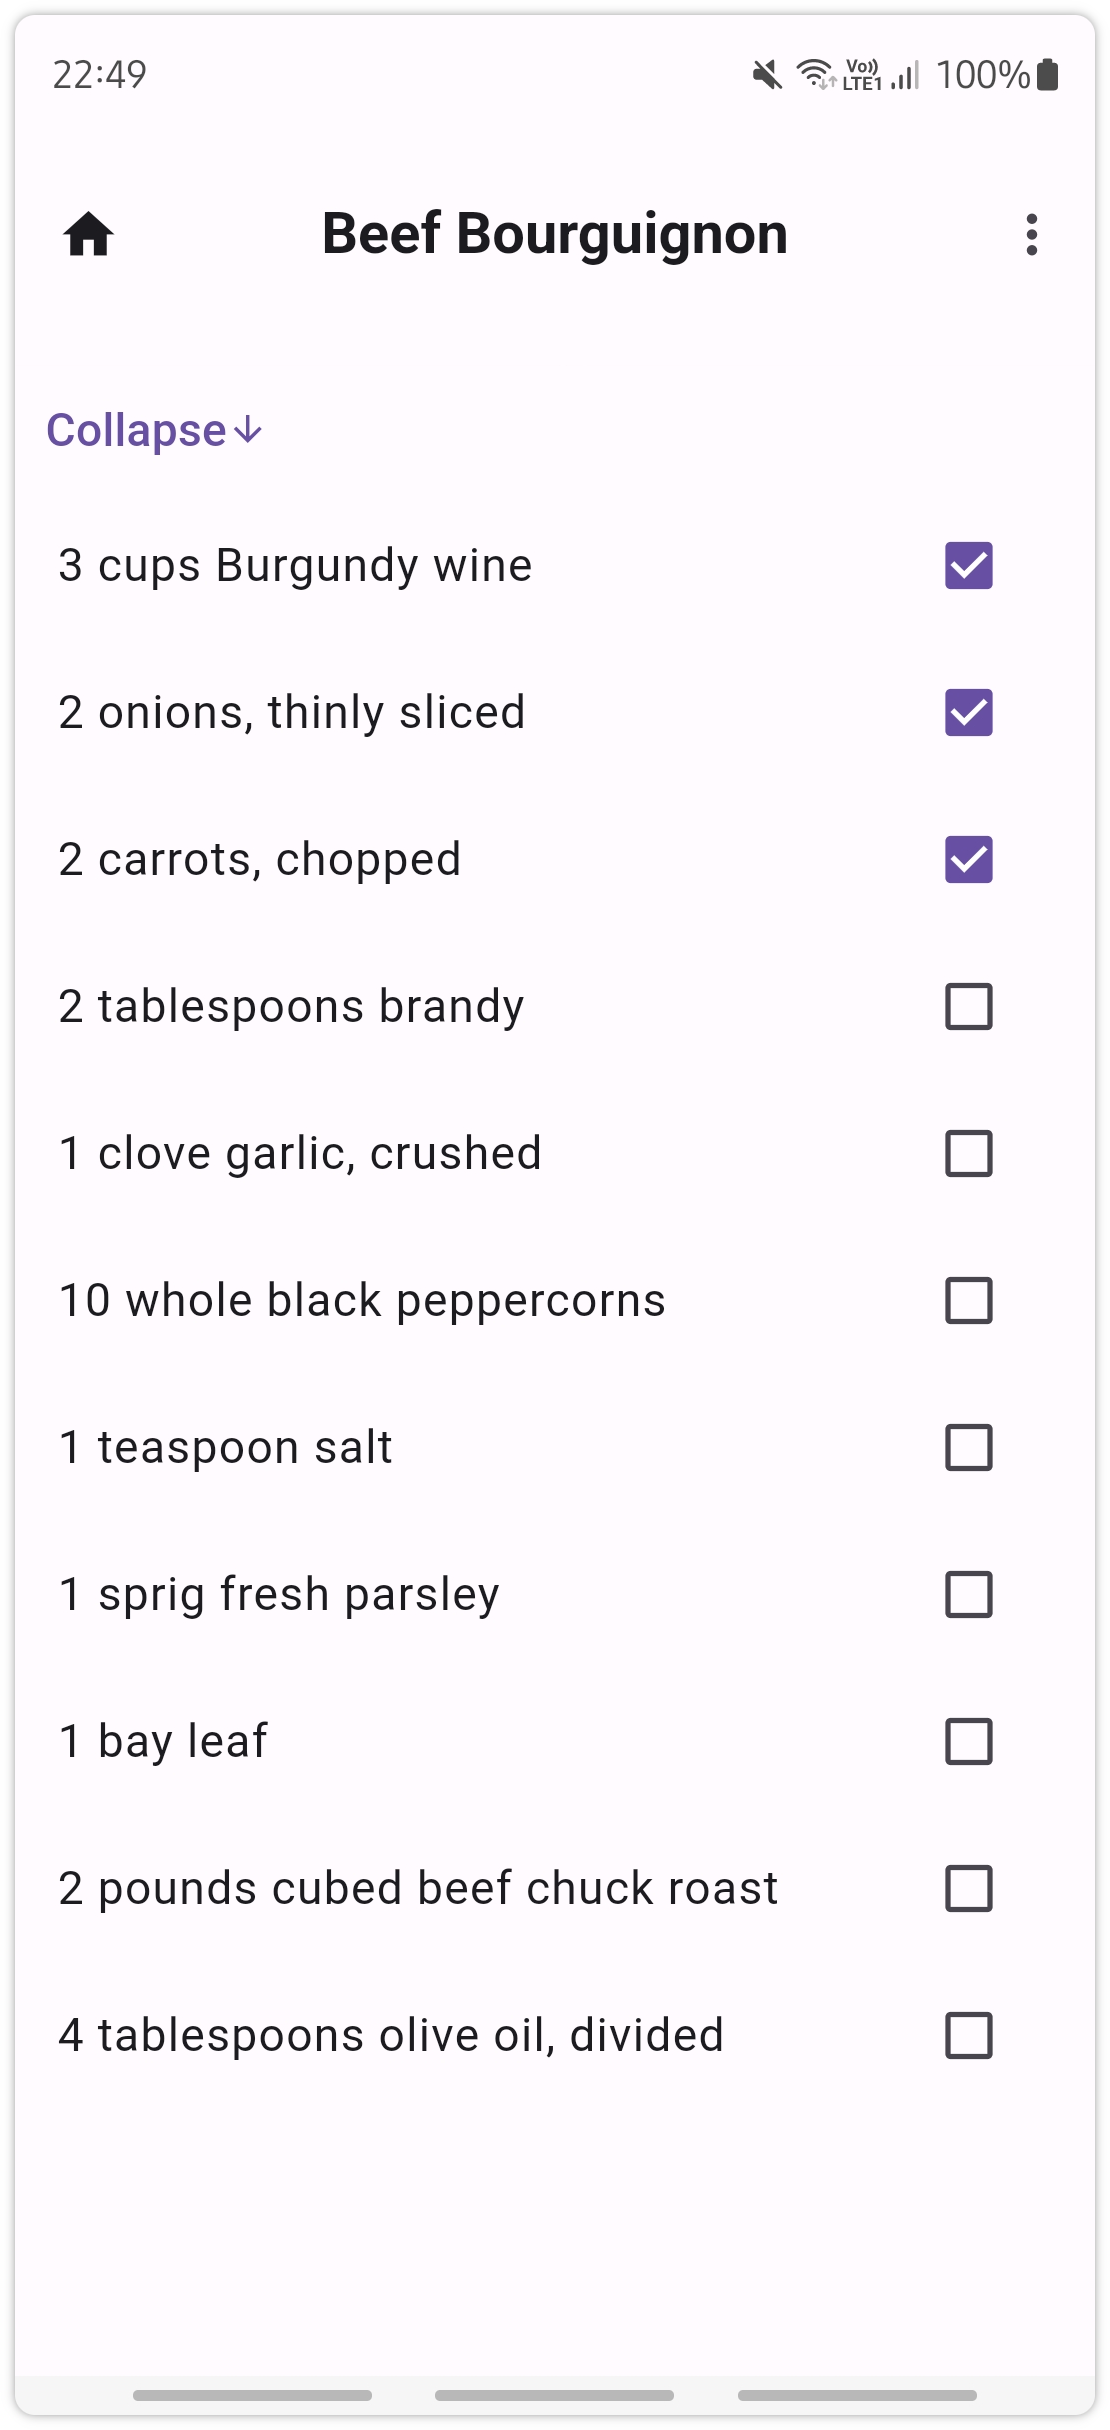 22:49 Vo)) LTE1 100%
Beef Bourguignon
Collapse
3 cups Burgundy wine
2 onions, thinly sliced
2 carrots, chopped
2 tablespoons brandy
1 clove garlic, crushed
10 whole black peppercorns
1 teaspoon salt
1 sprig fresh parsley
1 bay leaf
2 pounds cubed beef chuck roast
4 tablespoons olive oil, divided